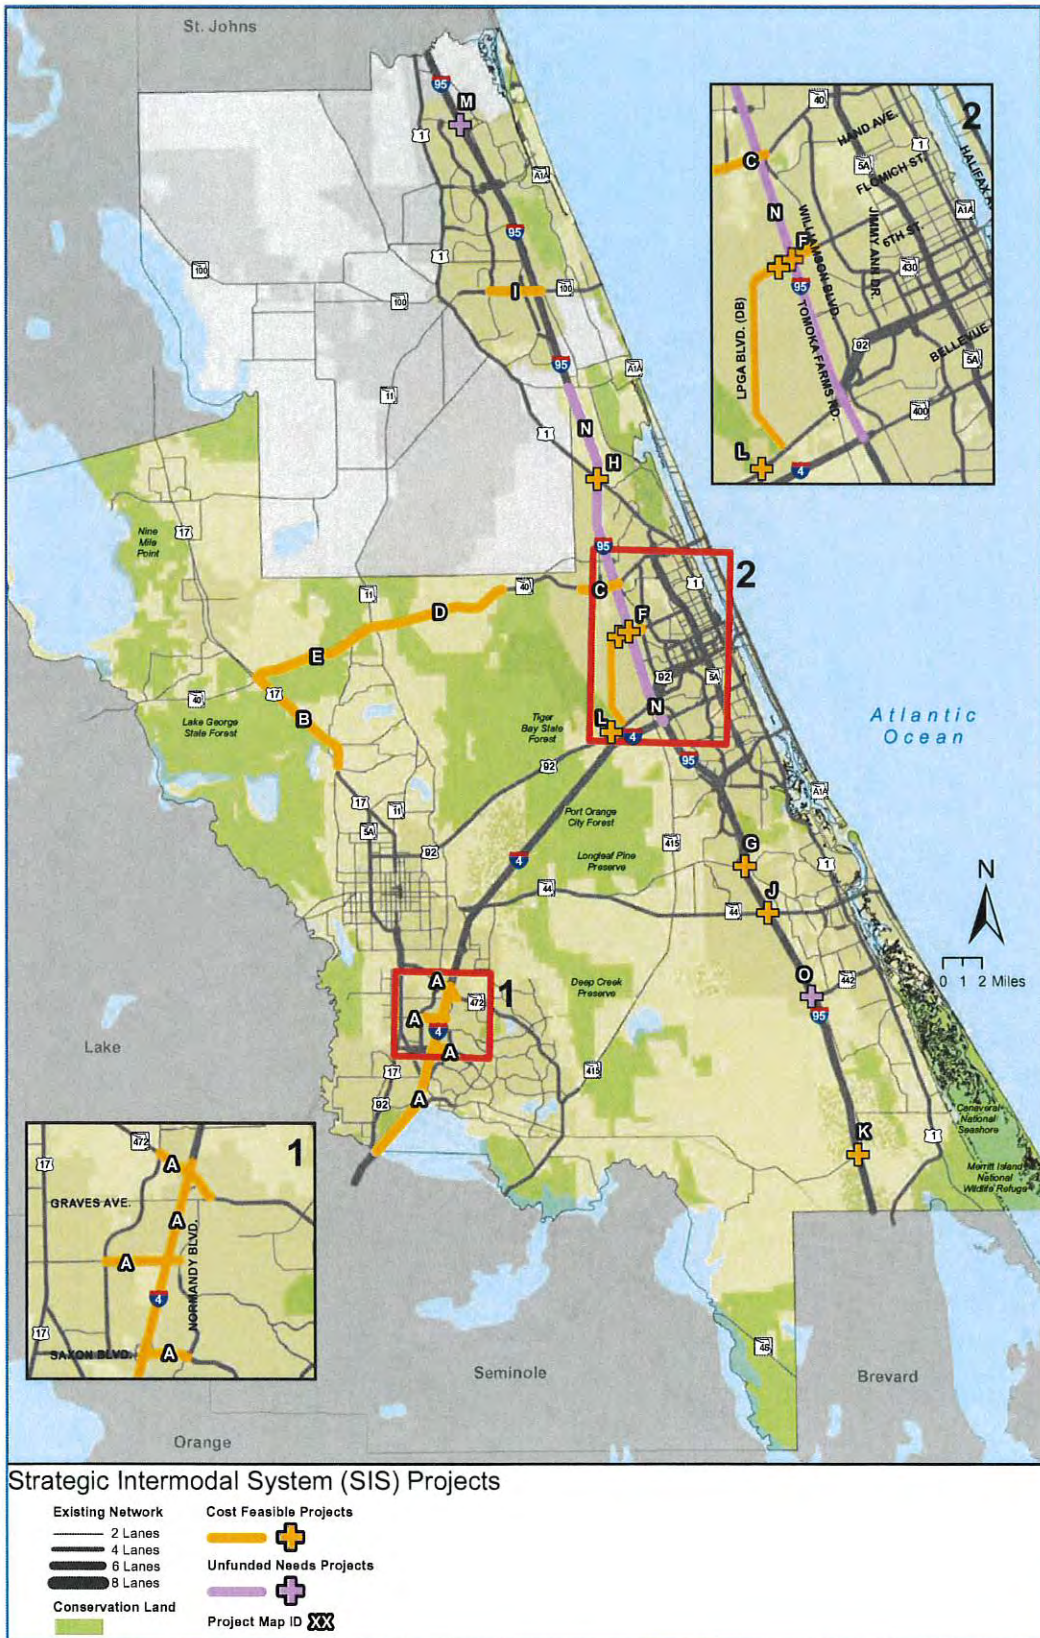 St. Johns
95
M
1
A1A
95
1
100
100
I
100
95
A1A
11
1
N
H
17
Nine
Mile
Point
95
2
1
11
40
C
D
F
E
92
5A
40
17
B
Lake George
State Forest
Tiger
Bay State
Forest
L
N
4
Atlantic
Ocean
92
95
17
11
A1A
5A
Port Orange
City Forest
415
1
92
4
Longleaf Pine
Preserve
G
44
44
J
N
0 1 2 Miles
A
472
1
Deep Creek
Preserve
O
442
A
4
95
A
Lake
17
415
A
92
Canaveral
National
Seashore
K
1
Merritt Island
National
Wildlife Refuge
46
Seminole
Brevard
Orange
2
40
HAND AVE.
1
C
5A
FLOMICH ST.
HALIFAX A
A1A
N
WILLIAMSON BLVD
JIMMY ANN DR.
6TH ST.
F
430
95
LPGA BLVD. (DB)
TOMOKA FARMS RD.
92
BELLEVUE
5A
400
L
4
1
472
A
17
GRAVES AVE.
A
NORMANDY BLVD.
A
4
17
SAXON BLVD.
A
Strategic Intermodal System (SIS) Projects
Existing Network
2 Lanes
4 Lanes
6 Lanes
8 Lanes
Conservation Land
Cost Feasible Projects
Unfunded Needs Projects
Project Map ID XX